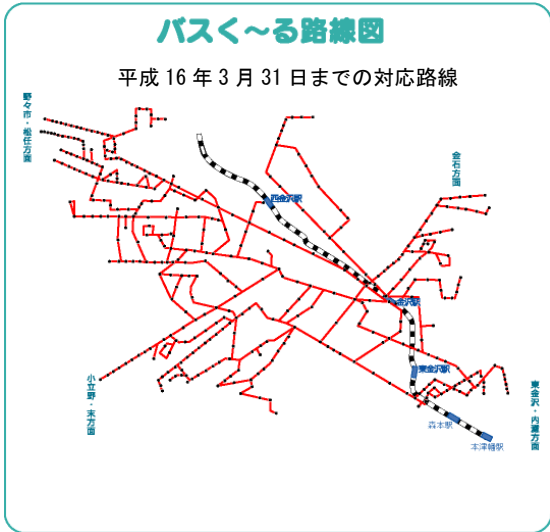 バスく～る路線図
平成 16 年 3 月 31 日までの対応路線
野々市・松任方面
金石方面
西金沢駅
金沢駅
東金沢駅
小立野・末方面
東金沢・内灘方面
森本駅
本津幡駅